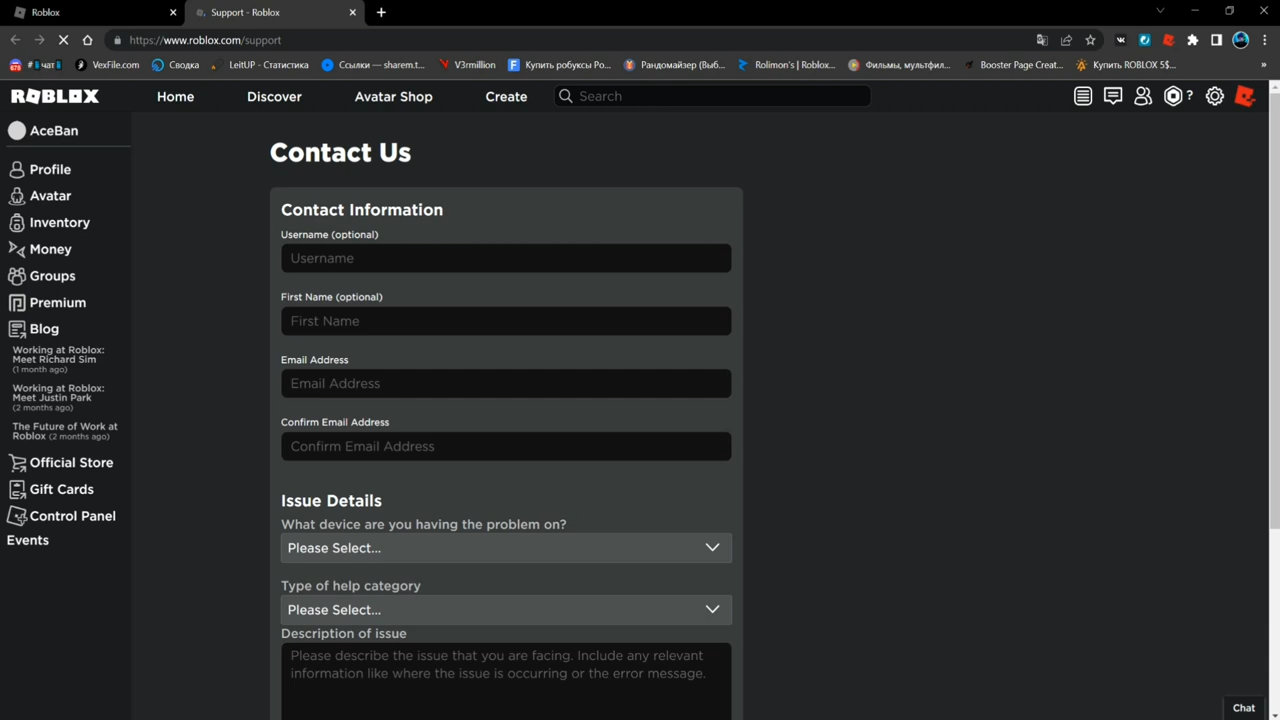 Roblox
Support - Roblox
https://www.roblox.com/support
VexFile.com
Сводка
LeitUP - Статистика
Ссылки — sharem.t...
V3rmillion
Купить робуксы Ро...
Рандомайзер (Выб...
Rolimon's | Roblox...
Фильмы, мультфил...
Booster Page Creat...
Купить ROBLOX 5$...
»
ROBLOX
Home
Discover
Avatar Shop
Create
Search
?
AceBan
Profile
Avatar
Inventory
Money
Groups
Premium
Blog
Working at Roblox:
Meet Richard Sim
(1 month ago)
Working at Roblox:
Meet Justin Park
(2 months ago)
The Future of Work at
Roblox (2 months ago)
Official Store
Gift Cards
Control Panel
Events
Contact Us
Contact Information
Username (optional)
Username
First Name (optional)
First Name
Email Address
Email Address
Confirm Email Address
Confirm Email Address
Issue Details
What device are you having the problem on?
Please Select...
Type of help category
Please Select...
Description of issue
Please describe the issue that you are facing. Include any relevant
information like where the issue is occurring or the error message.
Chat